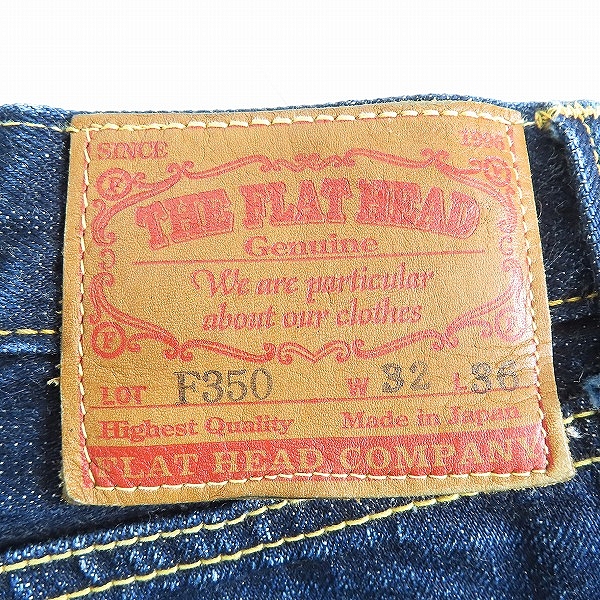 SINCE 1996
F
THE FLAT HEAD
Genuine
We are particular
about our clothes
F
LOT F350 W 32 L 36
Highest Quality Made in Japan
FLAT HEAD COMPANY